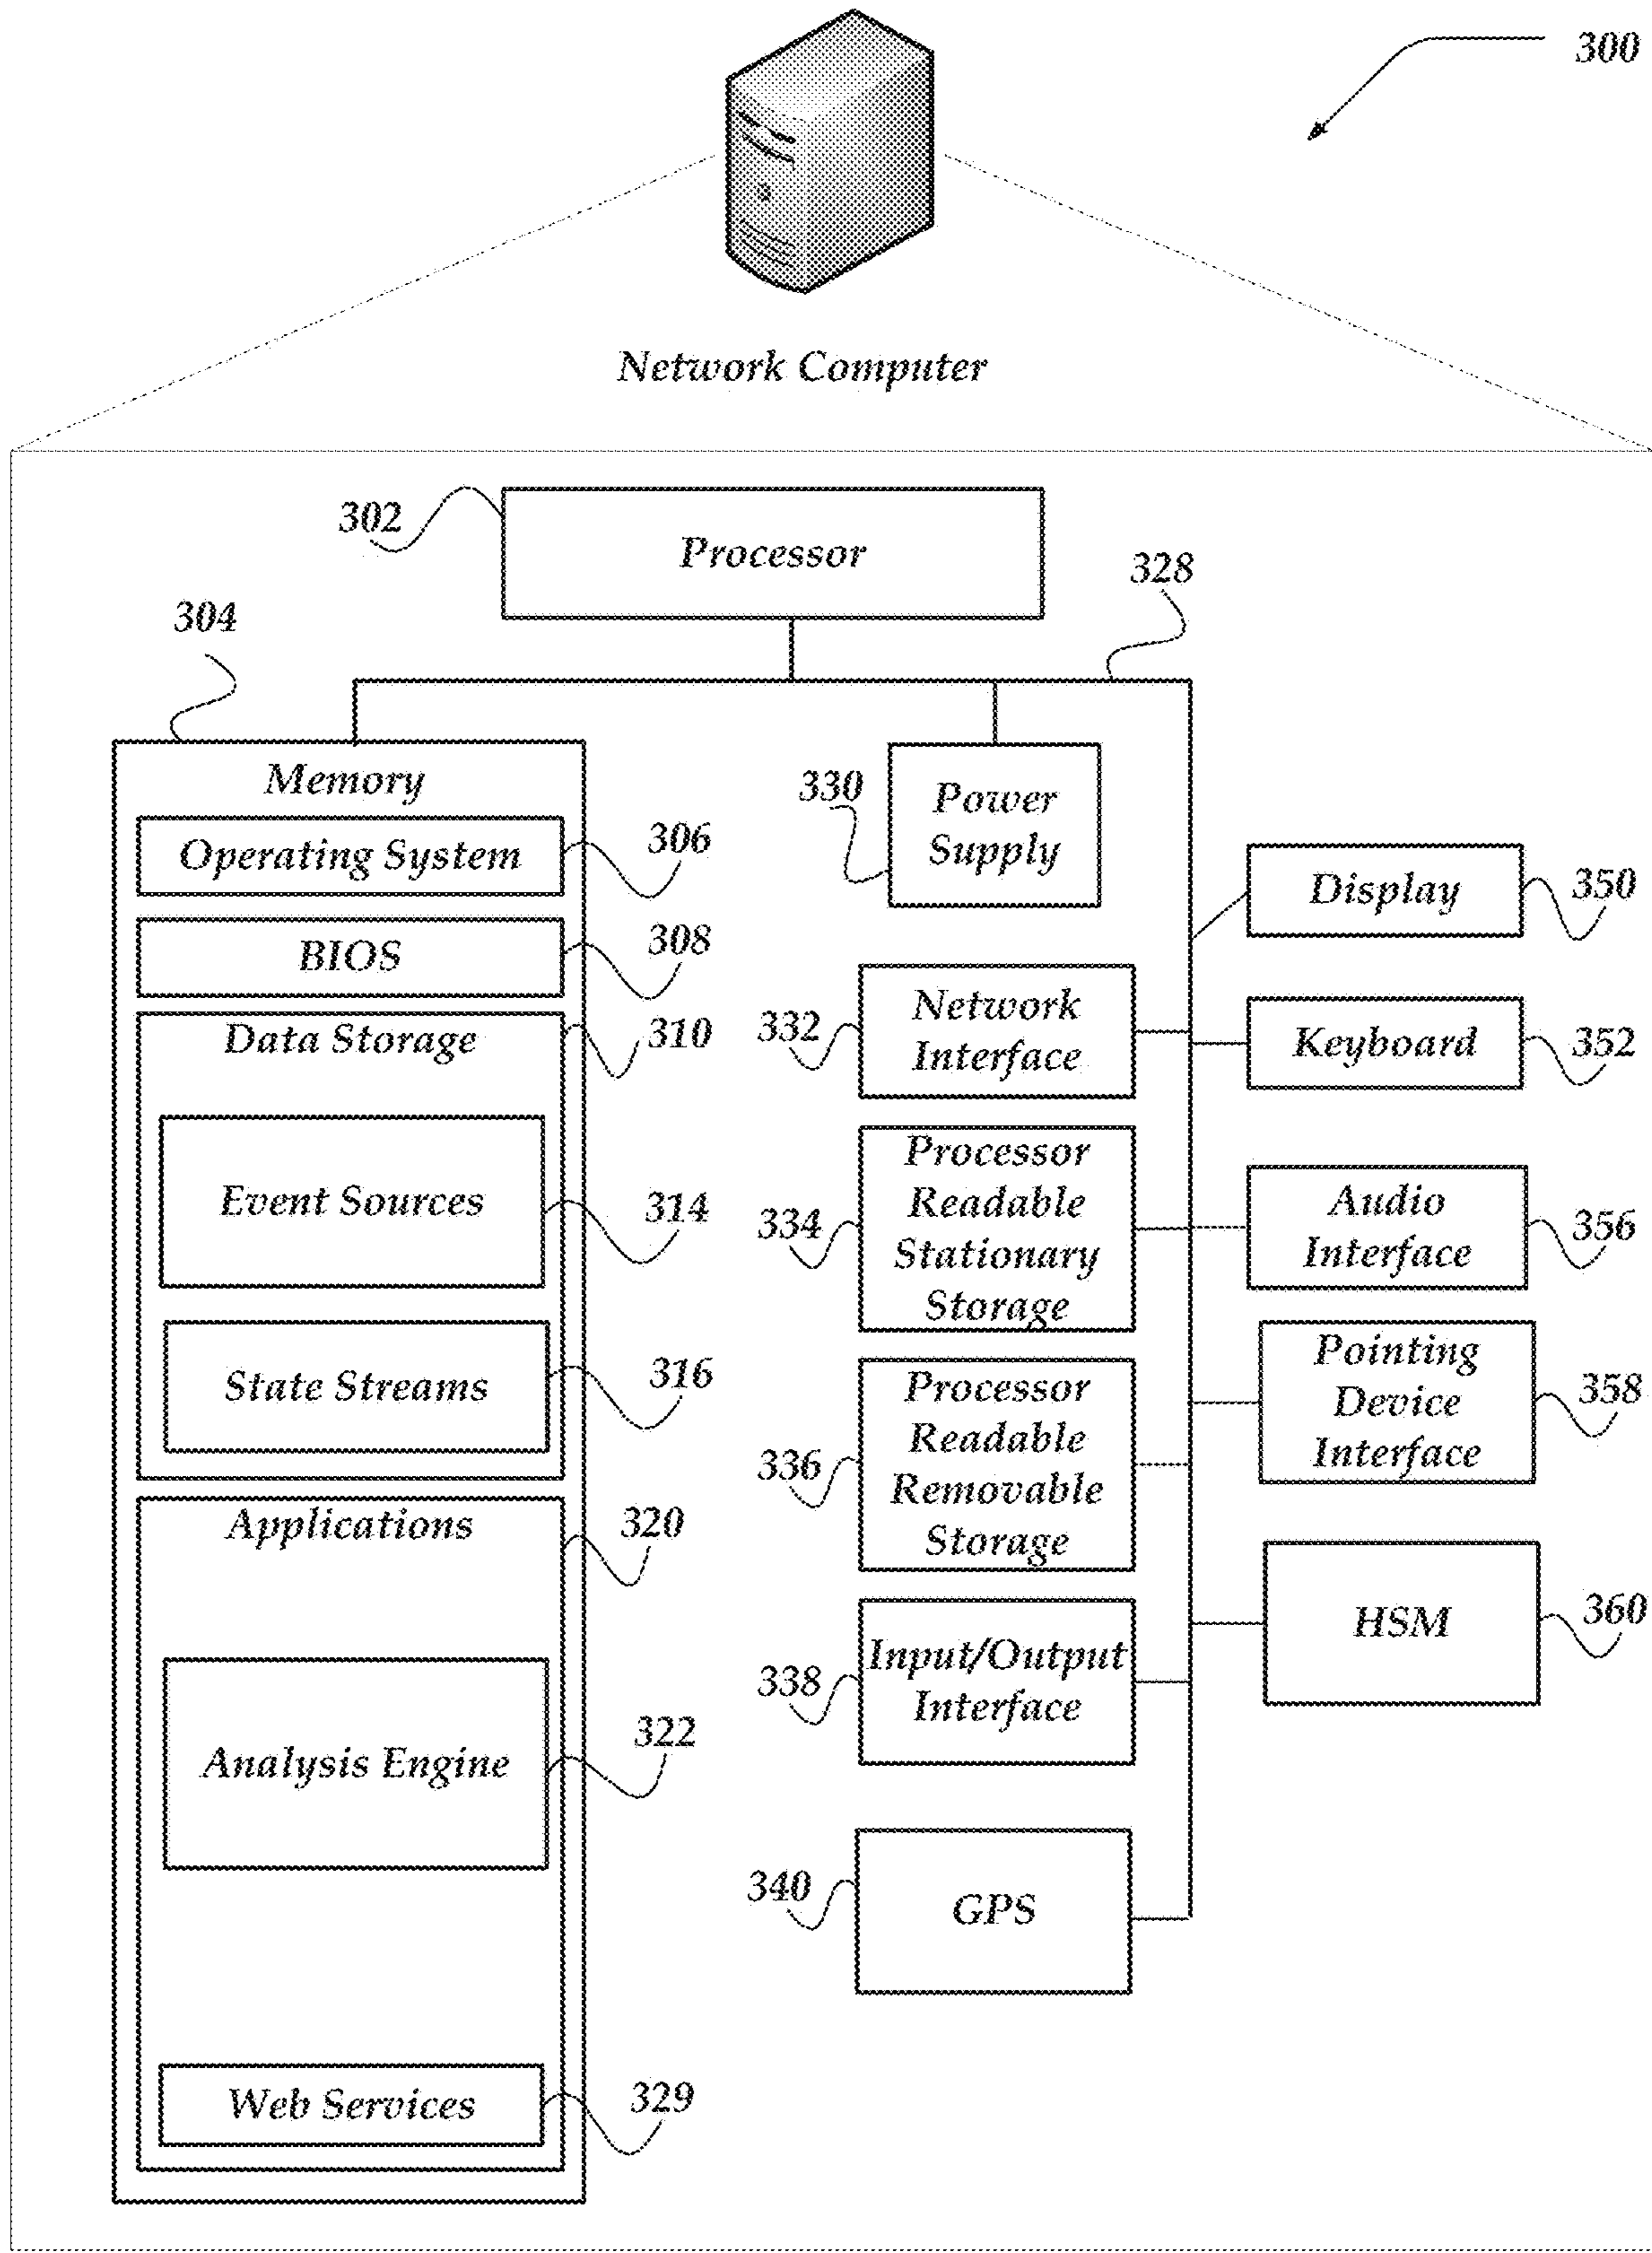 300
Network Computer
302
Processor
328
304
Memory
Operating System
306
BIOS
308
Data Storage
310
Event Sources
314
State Streams
316
Applications
320
Analysis Engine
322
Web Services
329
330
Power
Supply
332
Network
Interface
334
Processor
Readable
Stationary
Storage
336
Processor
Readable
Removable
Storage
338
Input/Output
Interface
340
GPS
Display
350
Keyboard
352
Audio
Interface
356
Pointing
Device
Interface
358
HSM
360